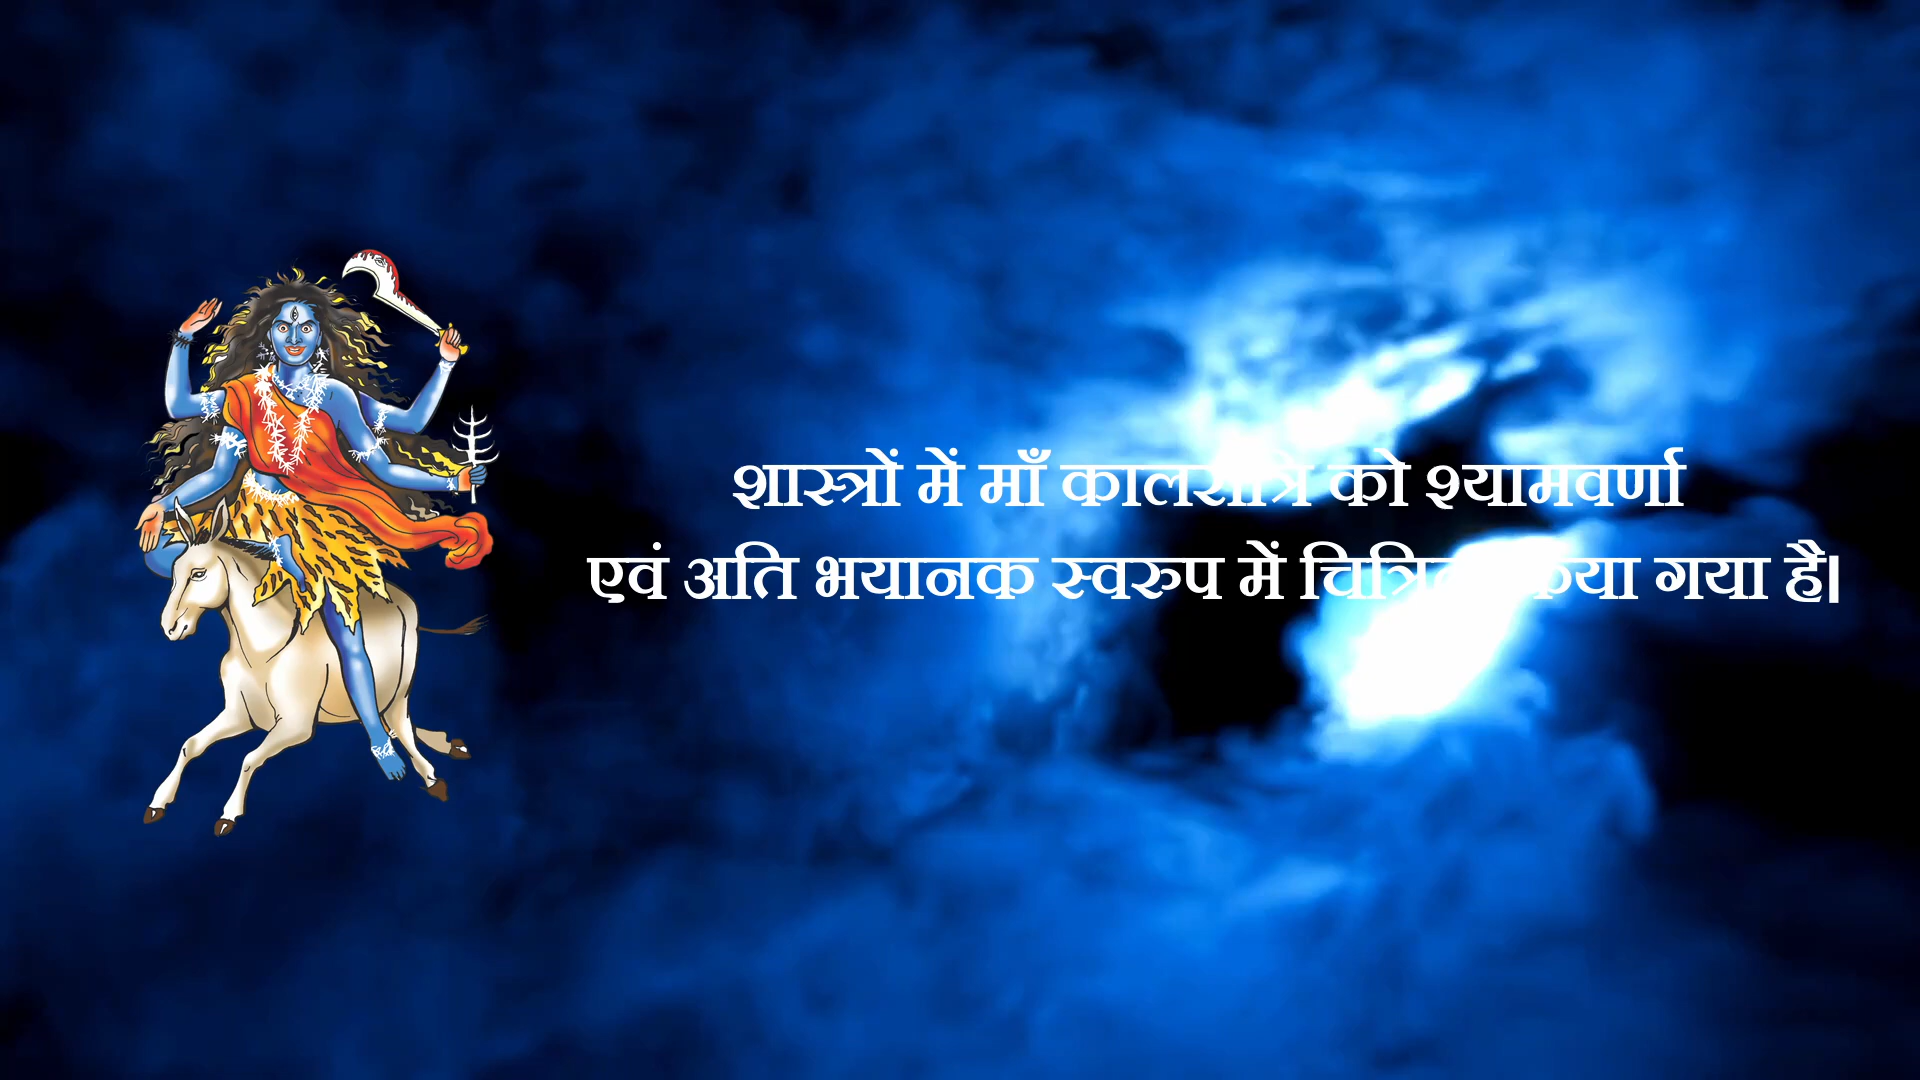 शास्त्रों में माँ कालरात्रि को श्यामवर्णा
एवं अति भयानक स्वरुप में चित्रित किया गया है।